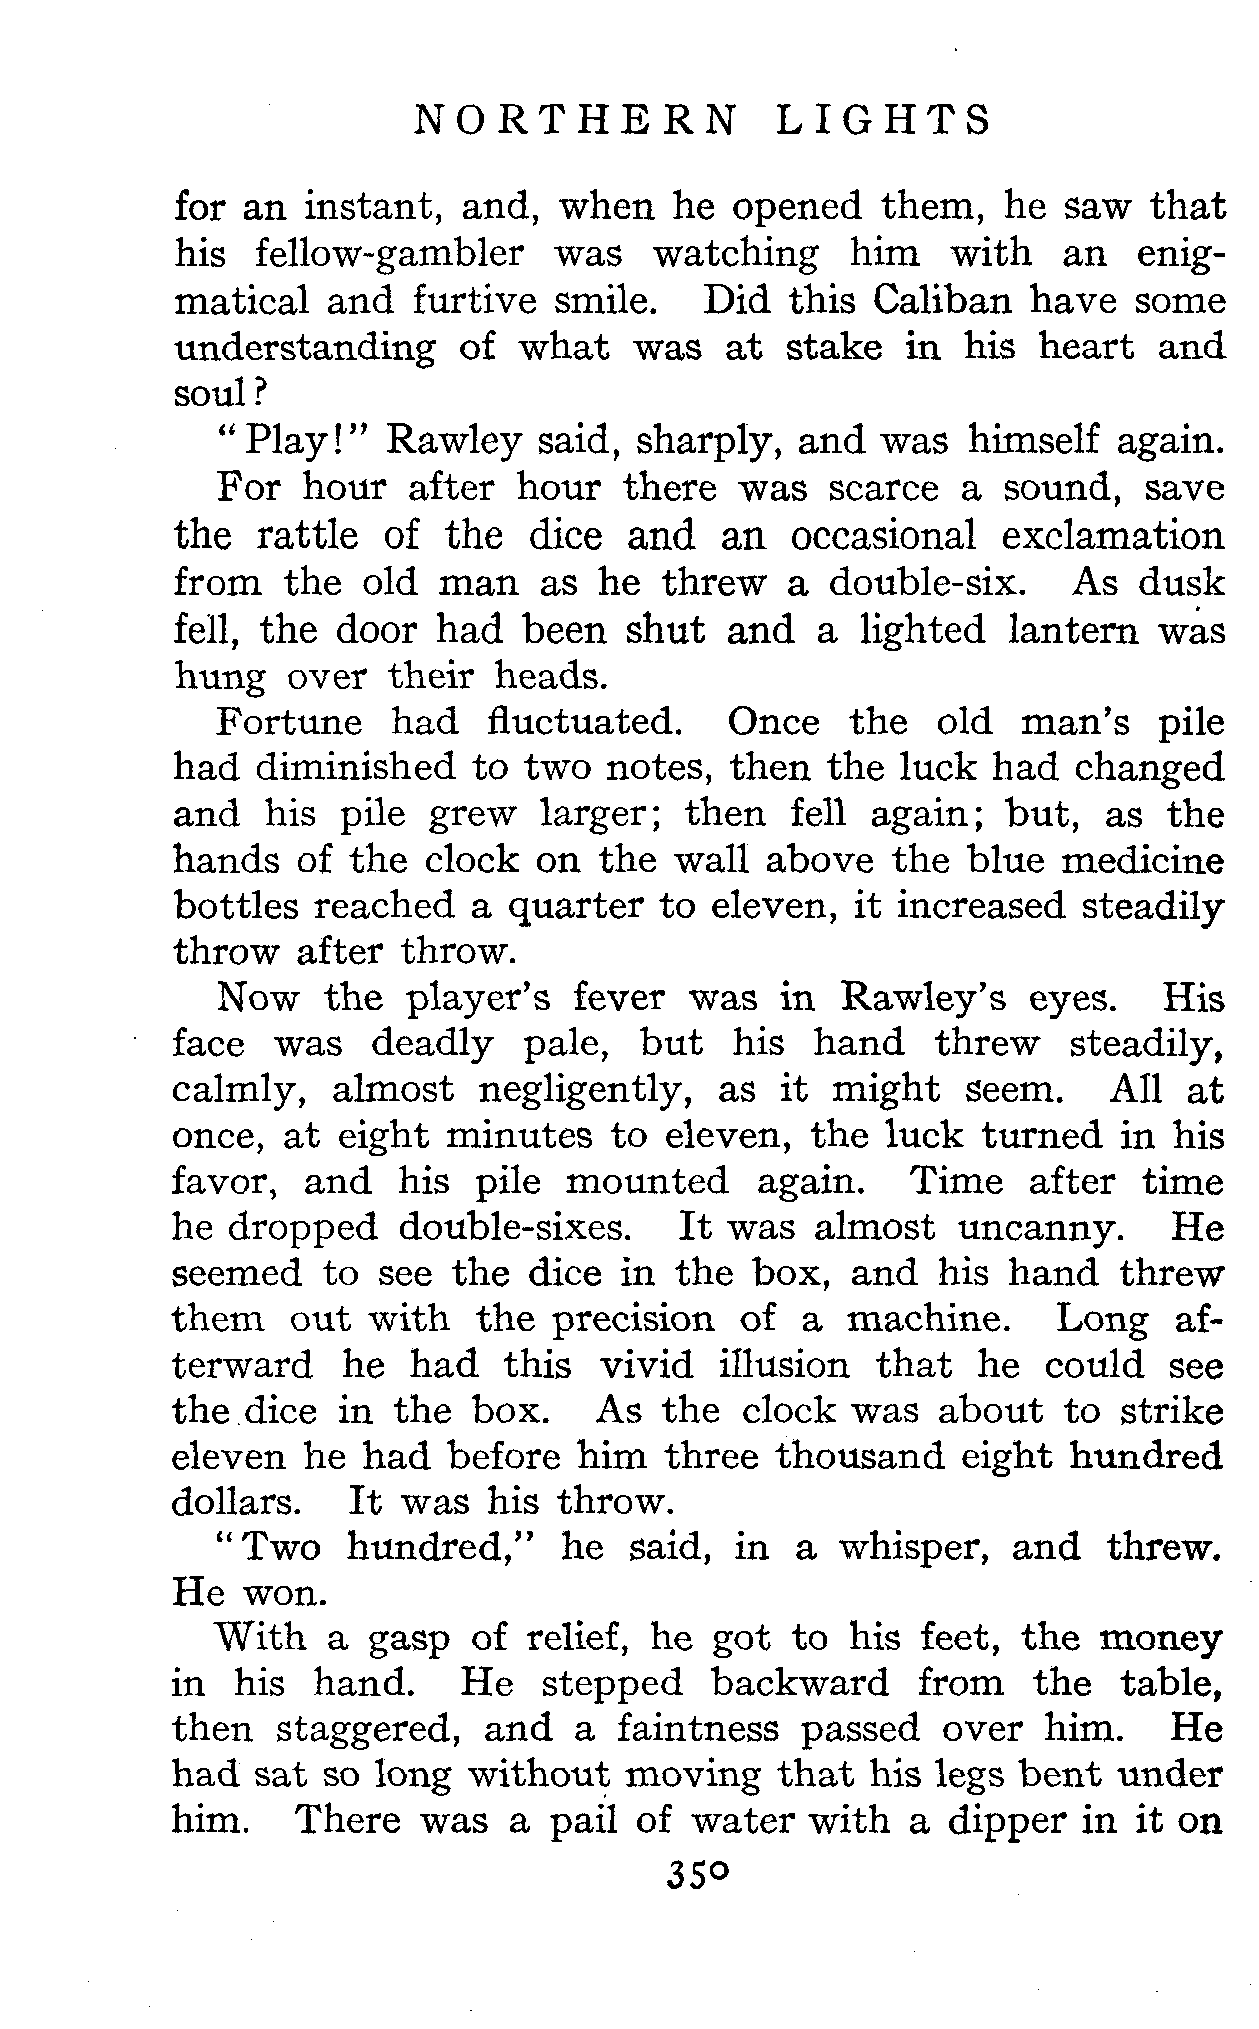 NORTHERN LIGHTS
for an instant, and, when he opened them, he saw that
his fellow-gambler was watching him with an enig-
matical and furtive smile. Did this Caliban have some
understanding of what was at stake in his heart and
soul?
"Play!" Rawley said, sharply, and was himself again.
For hour after hour there was scarce a sound, save
the rattle of the dice and an occasional exclamation
from the old man as he threw a double-six. As dusk
fell, the door had been shut and a lighted lantern was
hung over their heads.
Fortune had fluctuated. Once the old man's pile
had diminished to two notes, then the luck had changed
and his pile grew larger; then fell again; but, as the
hands of the clock on the wall above the blue medicine
bottles reached a quarter to eleven, it increased steadily
throw after throw.
Now the player's fever was in Rawley's eyes. His
face was deadly pale, but his hand threw steadily,
calmly, almost negligently, as it might seem. All at
once, at eight minutes to eleven, the luck turned in his
favor, and his pile mounted again. Time after time
he dropped double-sixes. It was almost uncanny. He
seemed to see the dice in the box, and his hand threw
them out with the precision of a machine. Long af-
terward he had this vivid illusion that he could see
the dice in the box. As the clock was about to strike
eleven he had before him three thousand eight hundred
dollars. It was his throw.
"Two hundred," he said, in a whisper, and threw.
He won.
With a gasp of relief, he got to his feet, the money
in his hand. He stepped backward from the table,
then staggered, and a faintness passed over him. He
had sat so long without moving that his legs bent under
him. There was a pail of water with a dipper in it on
350